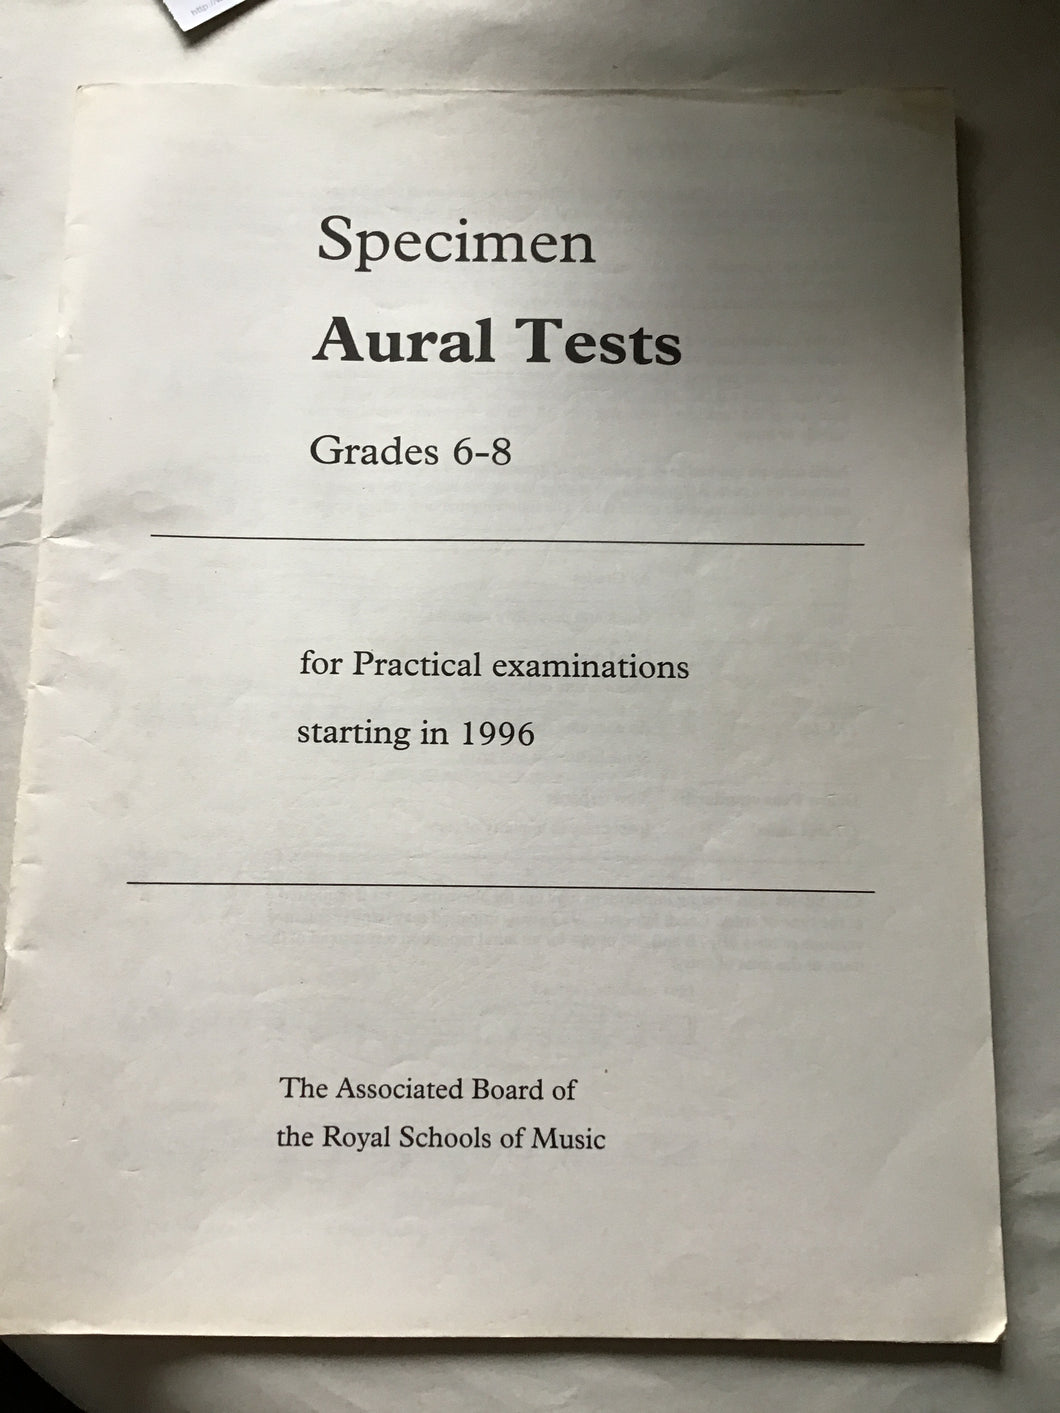 Specimen
Aural Tests
Grades 6-8
for Practical examinations
starting in 1996
The Associated Board of
the Royal Schools of Music